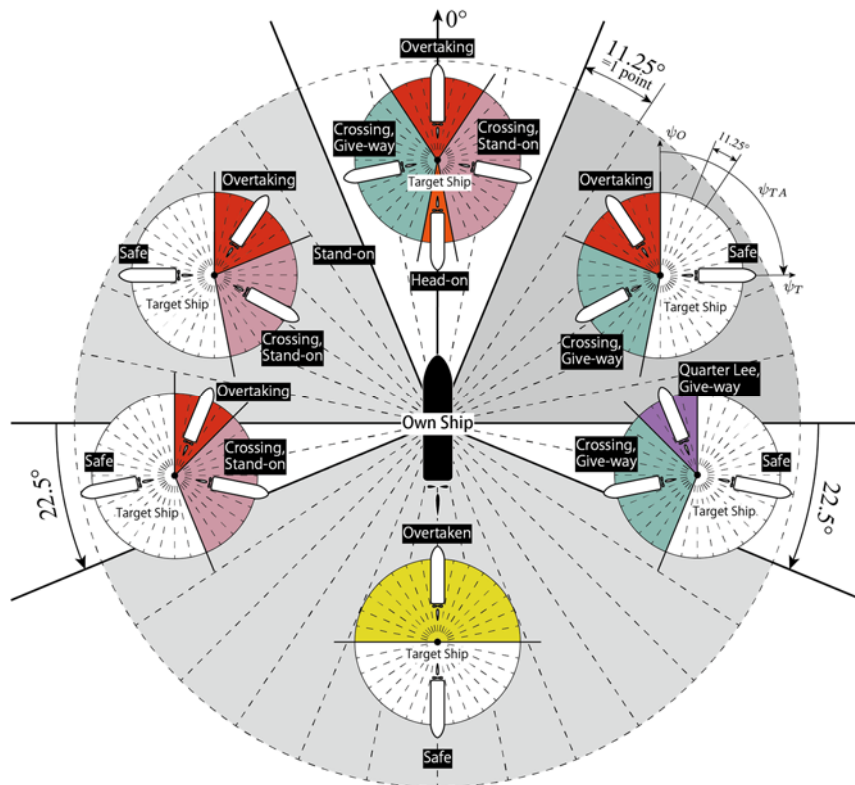 0°
Overtaking
11.25°
=1 point
Crossing,
Give-way
Crossing,
Stand-on
Target Ship
Head-on
ψO
11.25°
ψTA
ψT
Overtaking
Safe
Target Ship
Stand-on
Crossing,
Stand-on
Overtaking
Safe
Target Ship
Crossing,
Give-way
Own Ship
Overtaking
Crossing,
Stand-on
Safe
Target Ship
22.5°
Quarter Lee,
Give-way
Crossing,
Give-way
Safe
Target Ship
22.5°
Overtaken
Target Ship
Safe